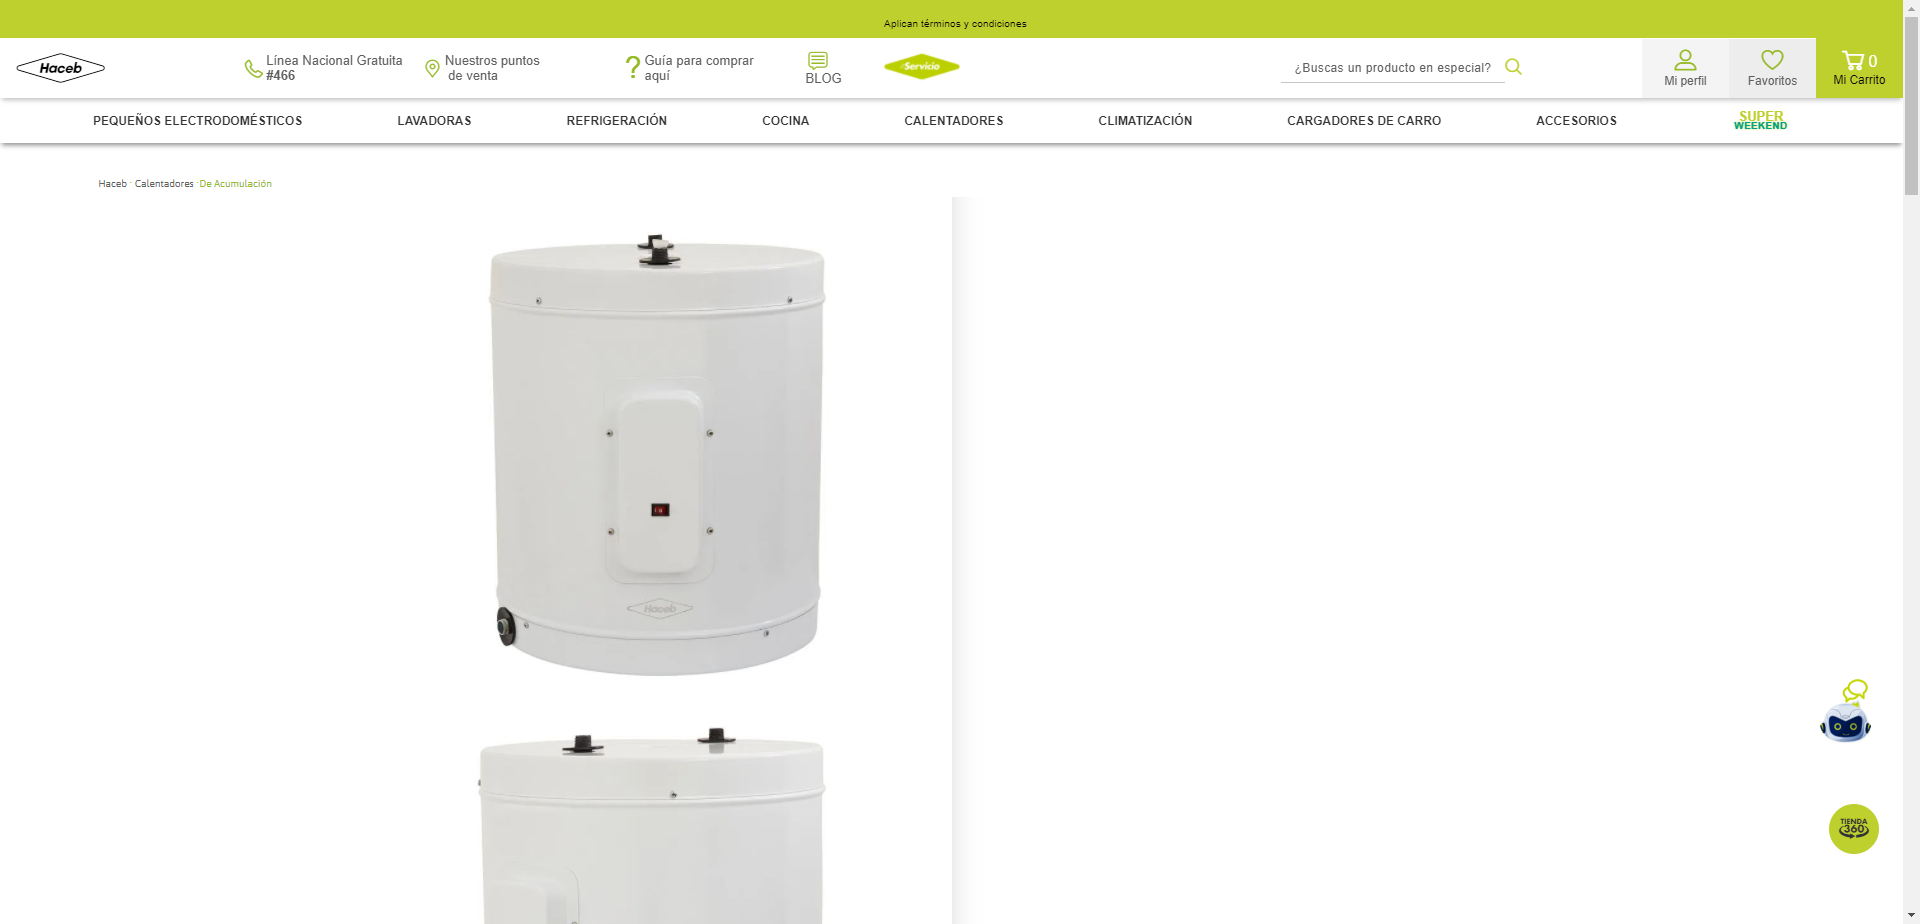 Aplican términos y condiciones
Haceb
Línea Nacional Gratuita
#466
Nuestros puntos
de venta
Guía para comprar
aquí
BLOG
Servicio
¿Buscas un producto en especial?
Mi perfil
Favoritos
0
Mi Carrito
PEQUEÑOS ELECTRODOMÉSTICOS
LAVADORAS
REFRIGERACIÓN
COCINA
CALENTADORES
CLIMATIZACIÓN
CARGADORES DE CARRO
ACCESORIOS
SUPER
WEEKEND
Haceb · Calentadores · De Acumulación
Haceb
TIENDA
360